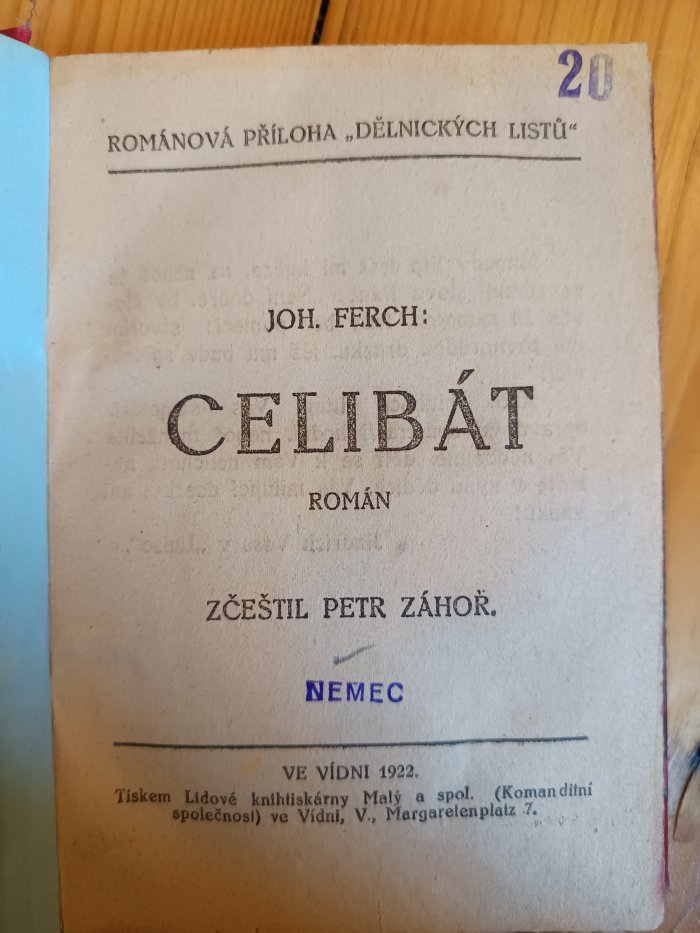 20
ROMÁNOVÁ PŘÍLOHA „DĚLNICKÝCH LISTŮ“
JOH. FERCH:
CELIBÁT
ROMÁN
ZČEŠTIL PETR ZÁHOŘ.
NEMEC
VE VÍDNI 1922.
Tiskem Lidové knihtiskárny Malý a spol. (Komanditní
společnost) ve Vídni, V., Margaretenplatz 7.